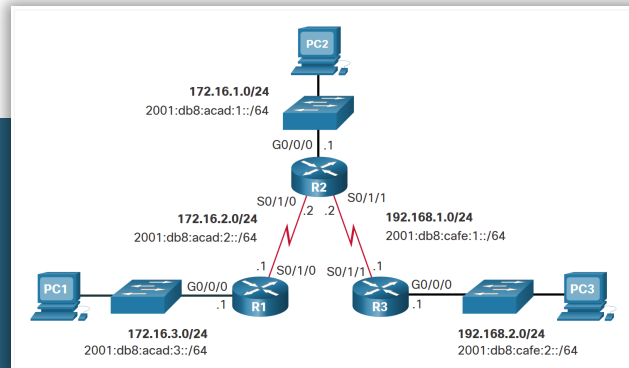 PC2
172.16.1.0/24
2001:db8:acad:1::/64
G0/0/0 .1
R2
S0/1/0 S0/1/1
.2 .2
172.16.2.0/24
2001:db8:acad:2::/64
192.168.1.0/24
2001:db8:cafe:1::/64
.1 S0/1/0
S0/1/1 .1
PC1
G0/0/0
.1
R1
R3
G0/0/0
.1
PC3
172.16.3.0/24
2001:db8:acad:3::/64
192.168.2.0/24
2001:db8:cafe:2::/64